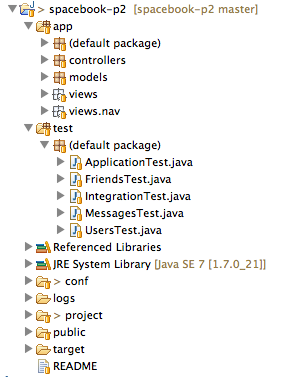 > spacebook-p2 [spacebook-p2 master]
app
(default package)
controllers
models
views
views.nav
test
(default package)
ApplicationTest.java
FriendsTest.java
IntegrationTest.java
MessagesTest.java
UsersTest.java
Referenced Libraries
JRE System Library [Java SE 7 [1.7.0_21]]
> conf
logs
> project
public
target
README